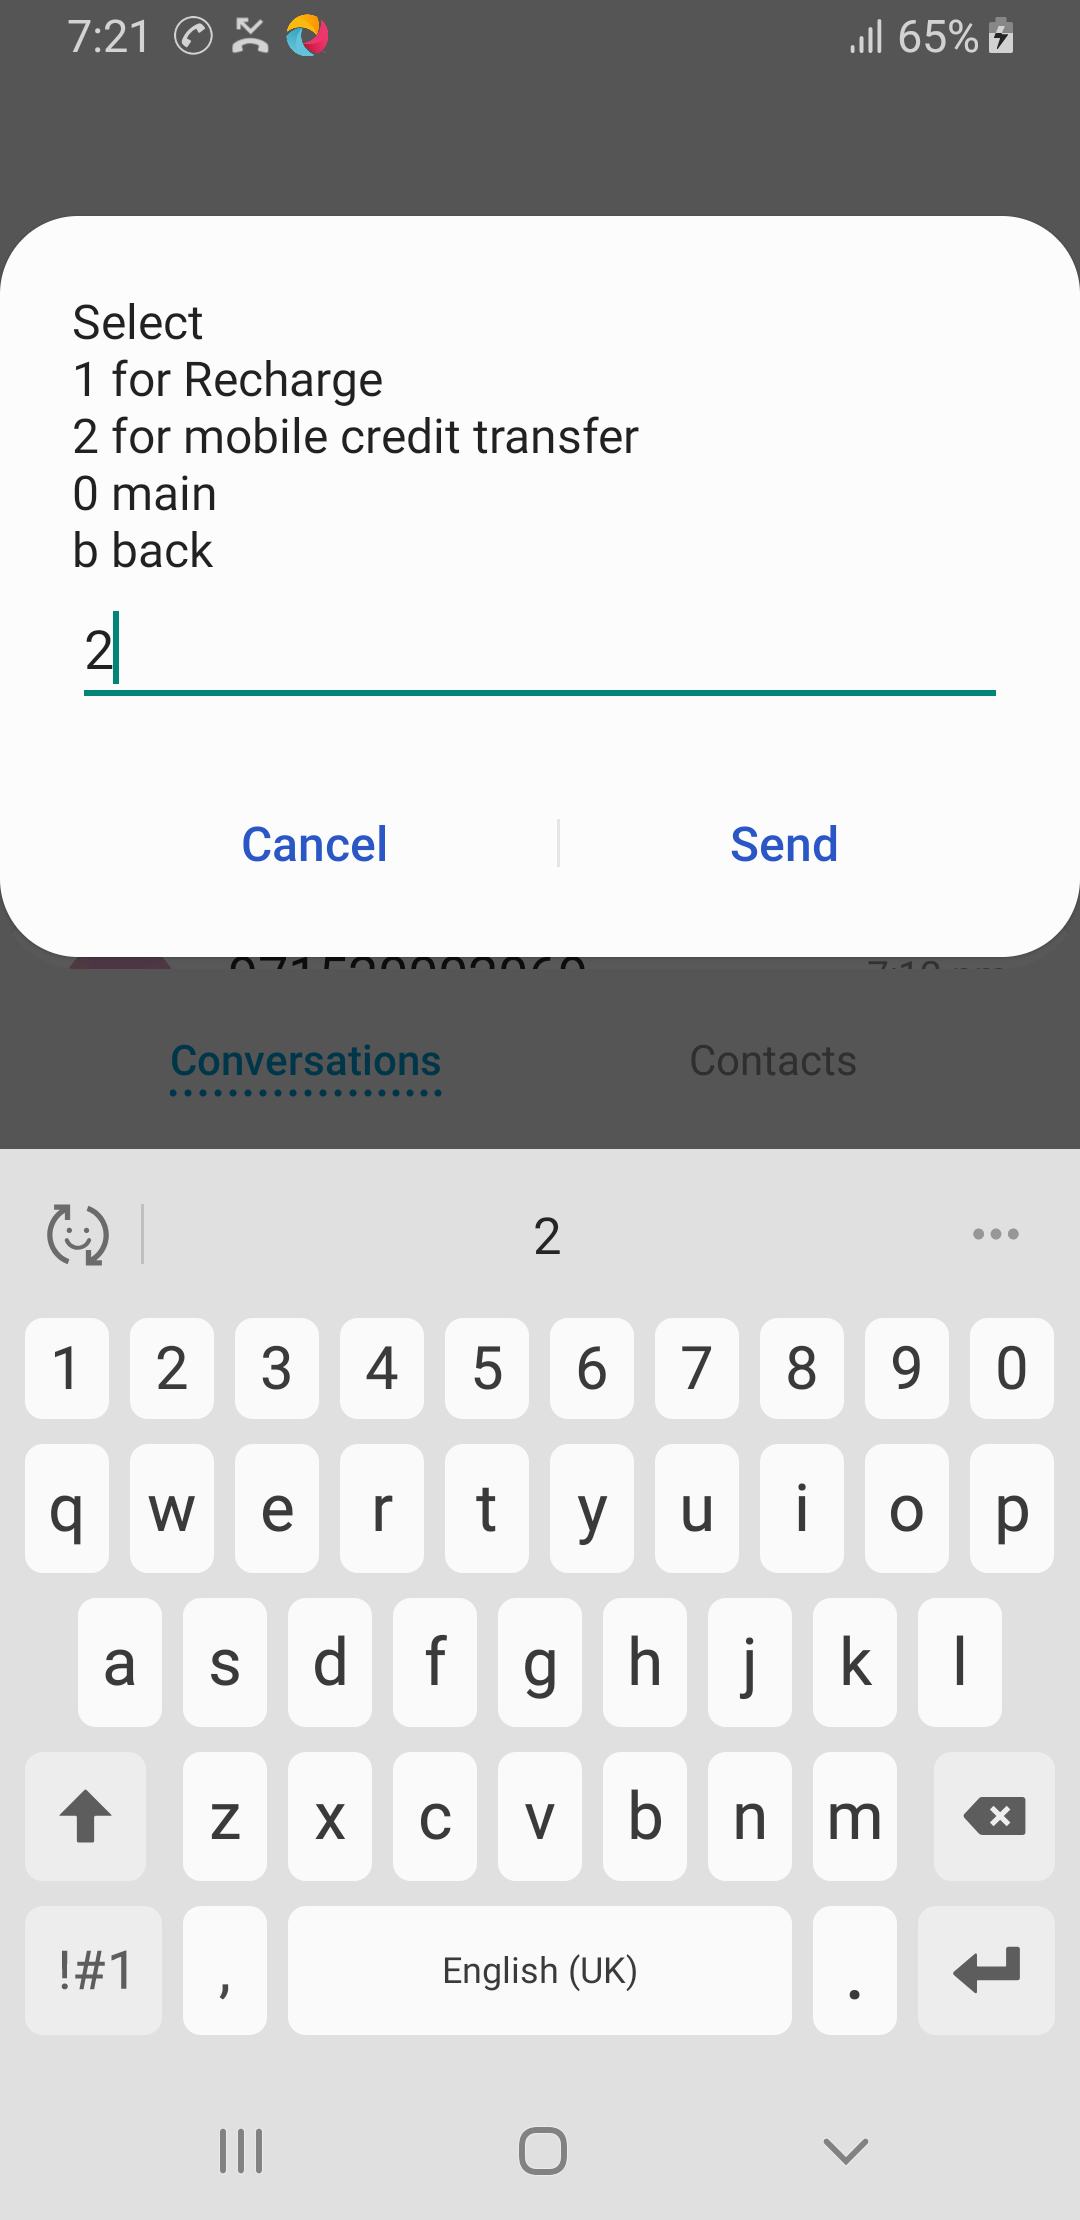 7:21
65%
Select
1 for Recharge
2 for mobile credit transfer
0 main
b back
2
Cancel
Send
Conversations
Contacts
2
1 2 3 4 5 6 7 8 9 0
q w e r t y u i o p
a s d f g h j k l
z x c v b n m
!#1 , English (UK) .